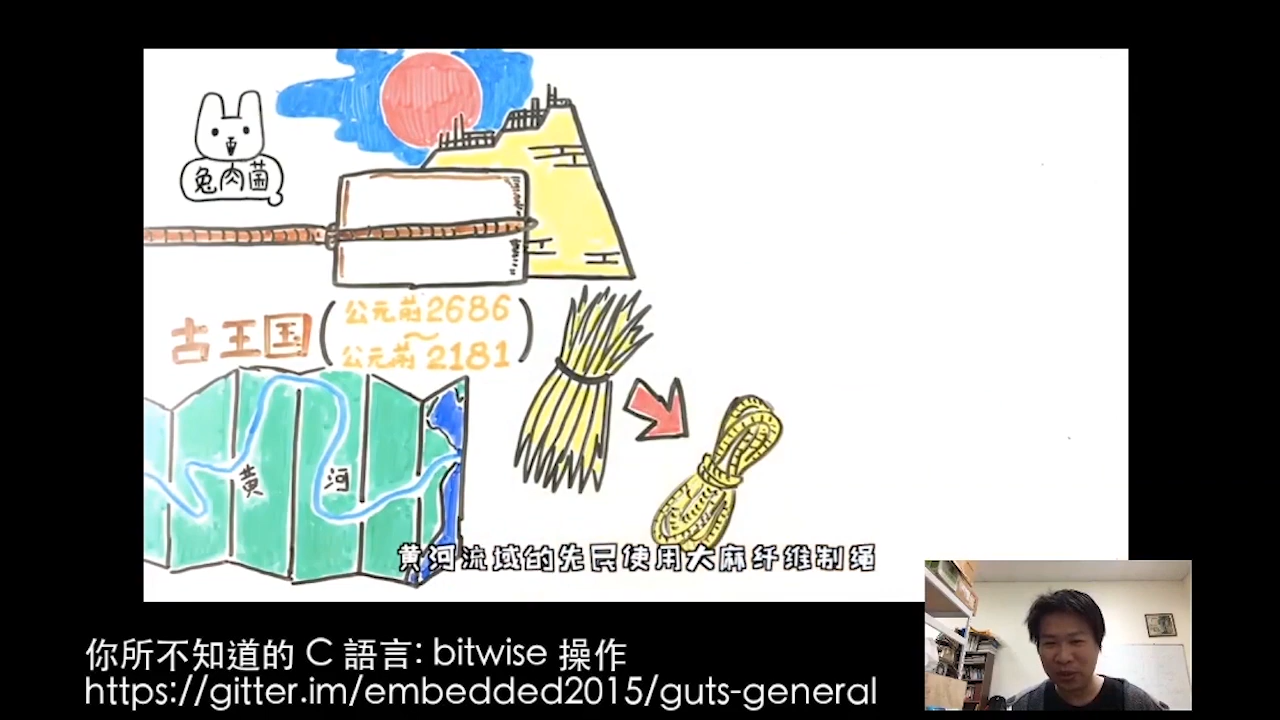 兔肉菌
古王国(公元前2686
~
公元前2181)
黄河
黄河流域的先民使用大麻纤维制绳
你所不知道的 C 語言: bitwise 操作
https://gitter.im/embedded2015/guts-general